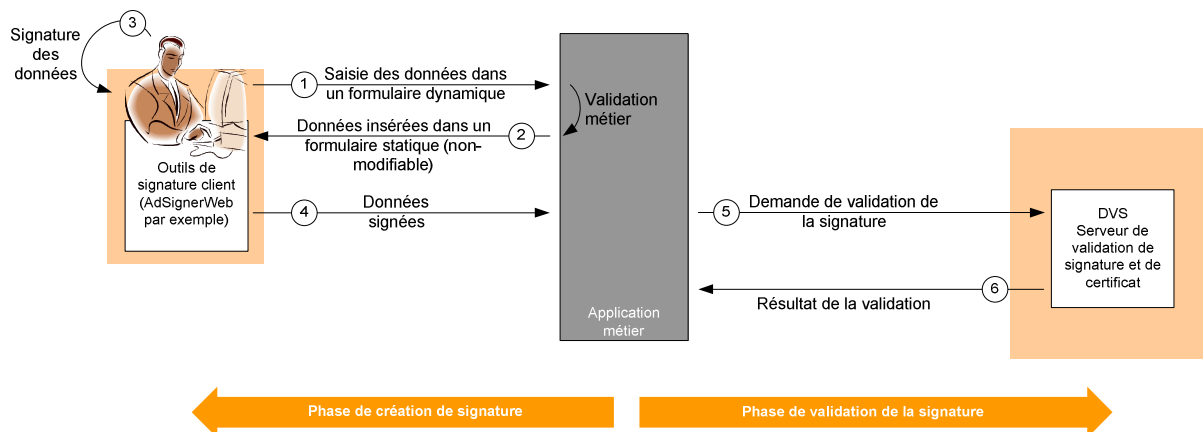 3
Signature
des
données
1
Saisie des données dans
un formulaire dynamique
Validation
métier
Données insérées dans un
2
formulaire statique (non-
modifiable)
Outils de
signature client
(AdSignerWeb
par exemple)
4
Données
signées
5
Demande de validation de
la signature
DVS
Serveur de
validation de
signature et de
certificat
6
Résultat de la validation
Application
métier
Phase de création de signature
Phase de validation de la signature